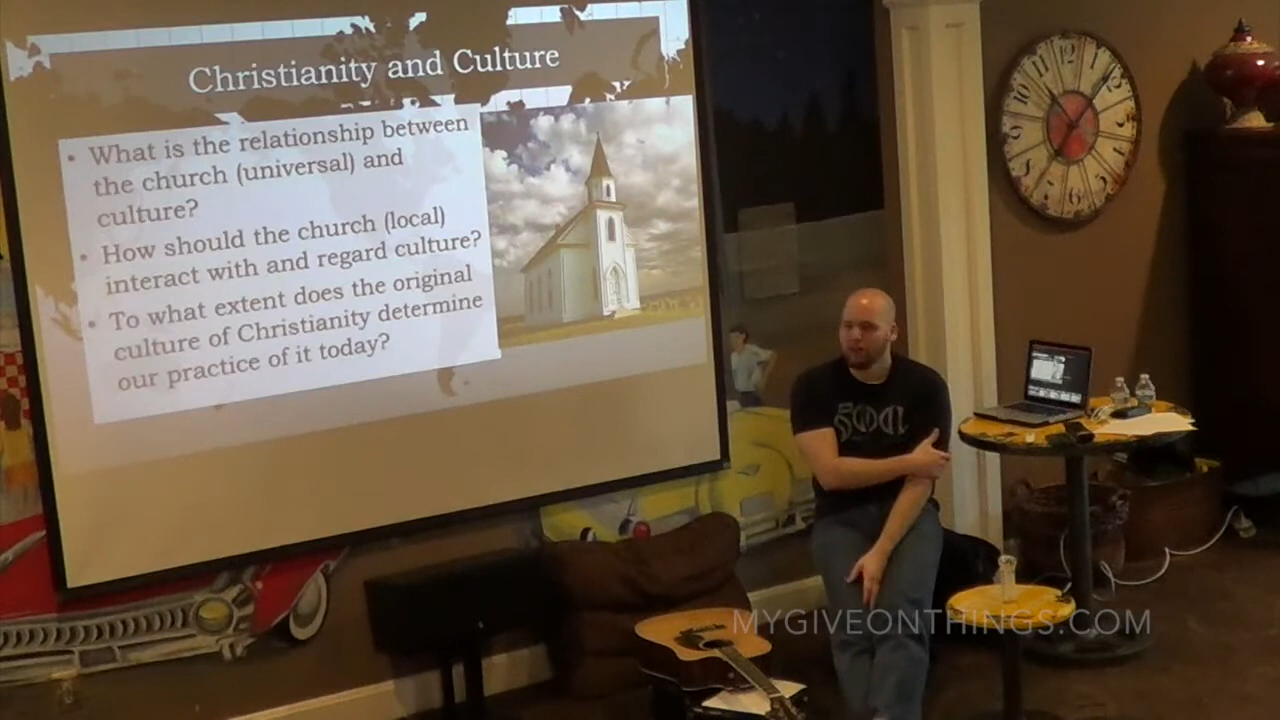 Christianity and Culture
• What is the relationship between
the church (universal) and
culture?
• How should the church (local)
interact with and regard culture?
• To what extent does the original
culture of Christianity determine
our practice of it today?
MYGIVEONTHINGS.COM